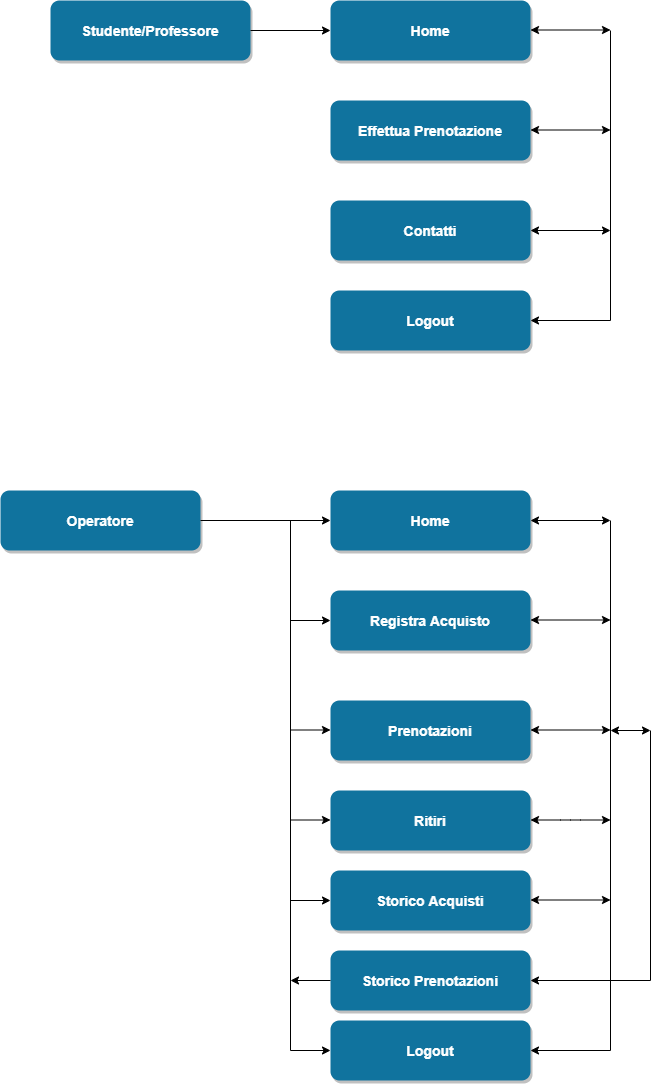 Studente/Professore
Home
Effettua Prenotazione
Contatti
Logout
Operatore
Home
Registra Acquisto
Prenotazioni
Ritiri
Storico Acquisti
Storico Prenotazioni
Logout